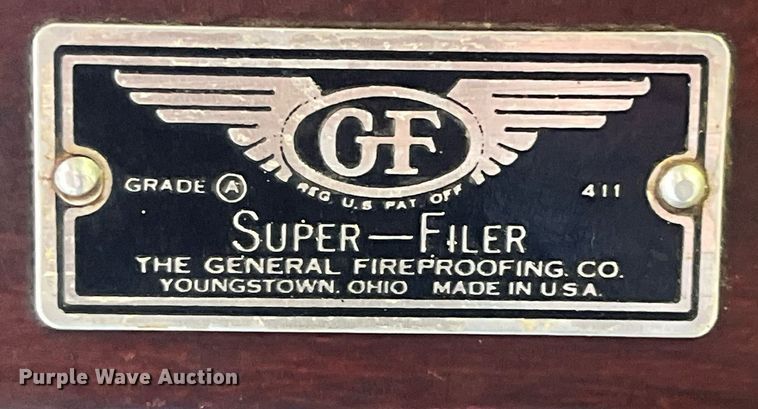 GF
REG U.S. PAT. OFF
GRADE A 411
SUPER—FILER
THE GENERAL FIREPROOFING. CO.
YOUNGSTOWN. OHIO MADE IN U.S.A.
Purple Wave Auction